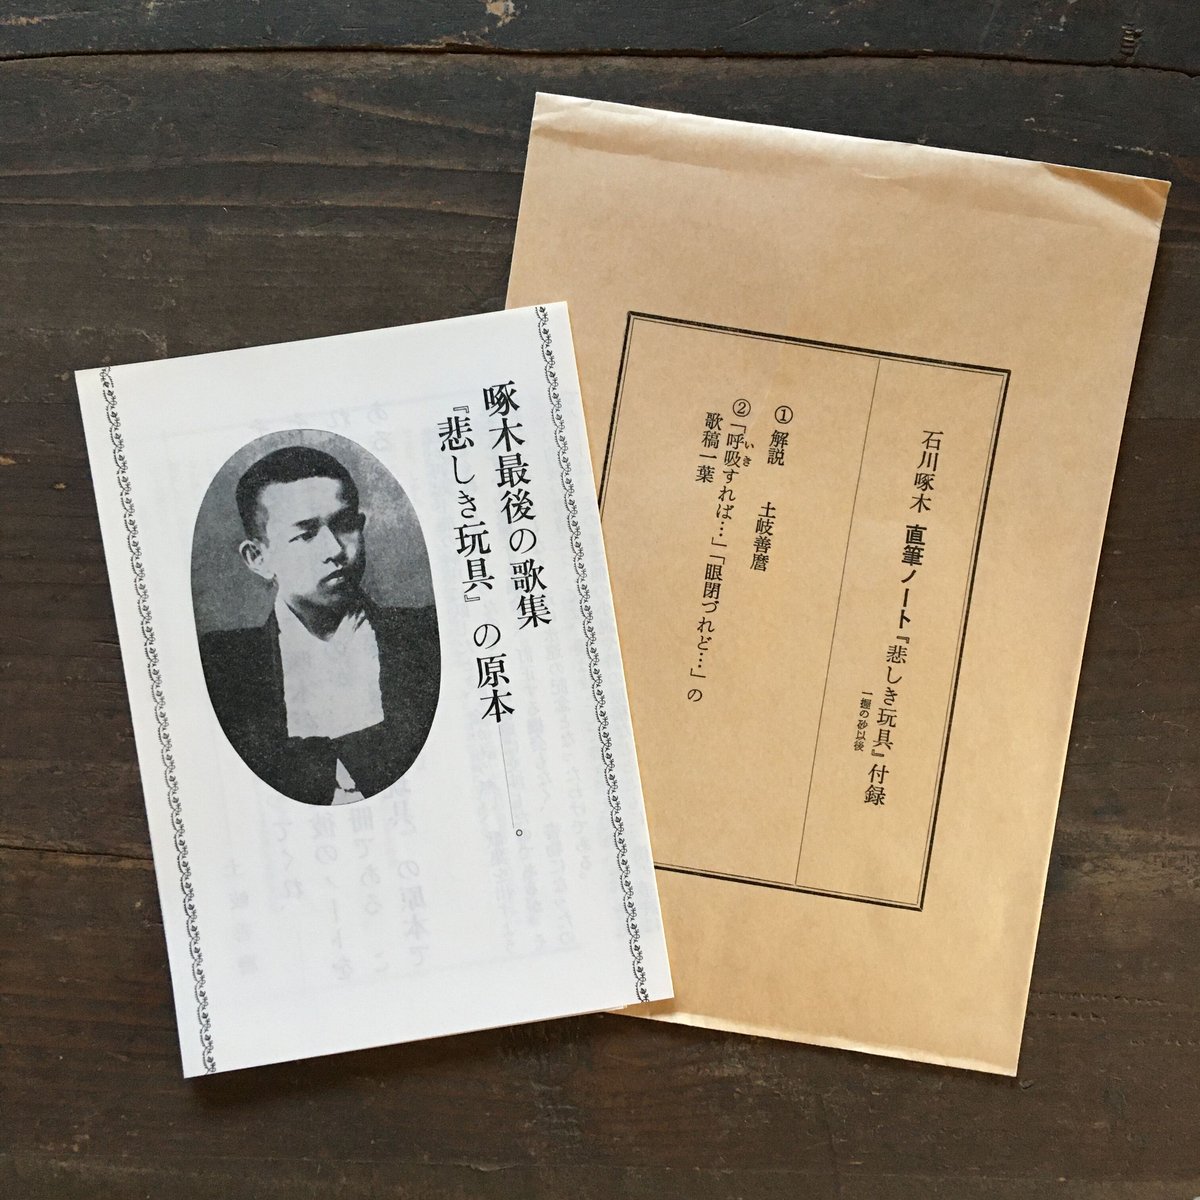 啄木最後の歌集
『悲しき玩具』の原本――。
石川啄木 直筆ノート『悲しき玩具』付録
一握の砂以後
① 解説 土岐善麿
② 「呼吸すれば…」「眼閉づれど…」の
いき
歌稿一葉